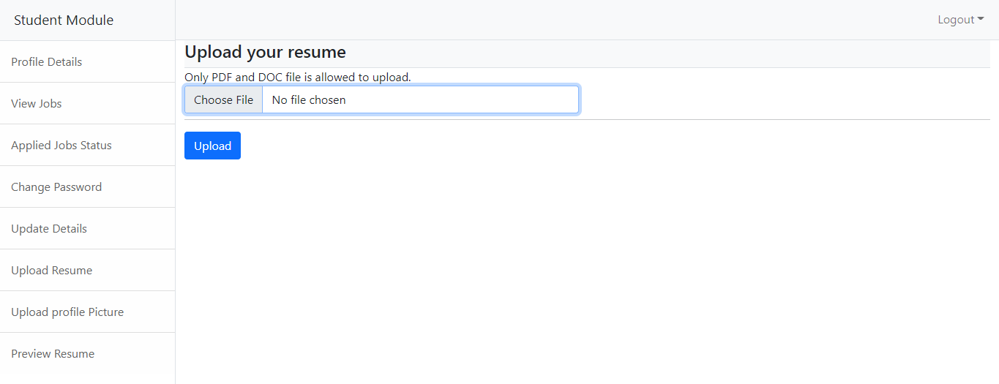 Student Module
Logout
Profile Details
View Jobs
Applied Jobs Status
Change Password
Update Details
Upload Resume
Upload profile Picture
Preview Resume
Upload your resume
Only PDF and DOC file is allowed to upload.
Choose File No file chosen
Upload